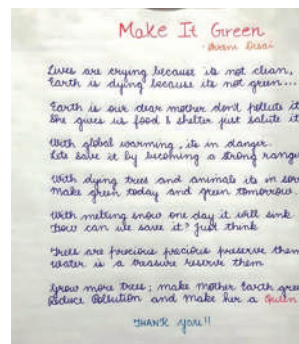 Make It Green
- Avani Desai
Lives are crying because its not clean,
Earth is dying because its not green...
Earth is our dear mother dont pollute it
She gives us food & shelter just salute it
With global warming, its in danger.
Lets save it by becoming a strong range
With dying trees and animals its in sorr
Make green today and green tomorrow.
With melting snow one day it will sink
How can we save it? Just think
Trees are precious precious preserve them
Water is a treasure reserve them
Grow more trees; make mother Earth gree
Reduce Pollution and make her a Queen
THANK you!!